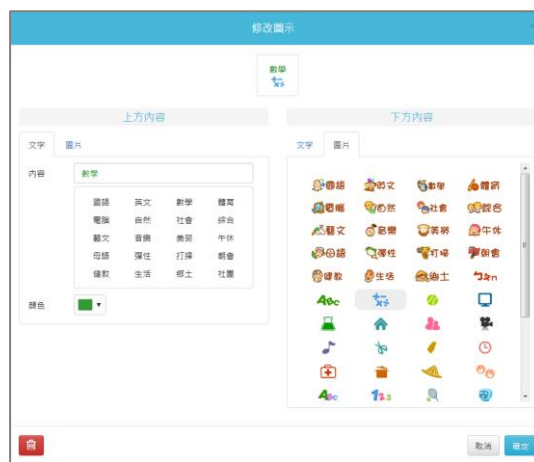 修改圖示
數學
上方內容
下方內容
文字 圖片
文字 圖片
內容 數學
國語 英文 數學 體育
電腦 自然 社會 綜合
藝文 音樂 美勞 午休
母語 彈性 打掃 朝會
健教 生活 鄉土 社團
顏色
國語 英文 數學 體育
電腦 自然 社會 綜合
藝文 音樂 美勞 午休
母語 彈性 打掃 朝會
健教 生活 鄉土 ㄅㄆㄇ
ABC
ABC 123
取消 確定